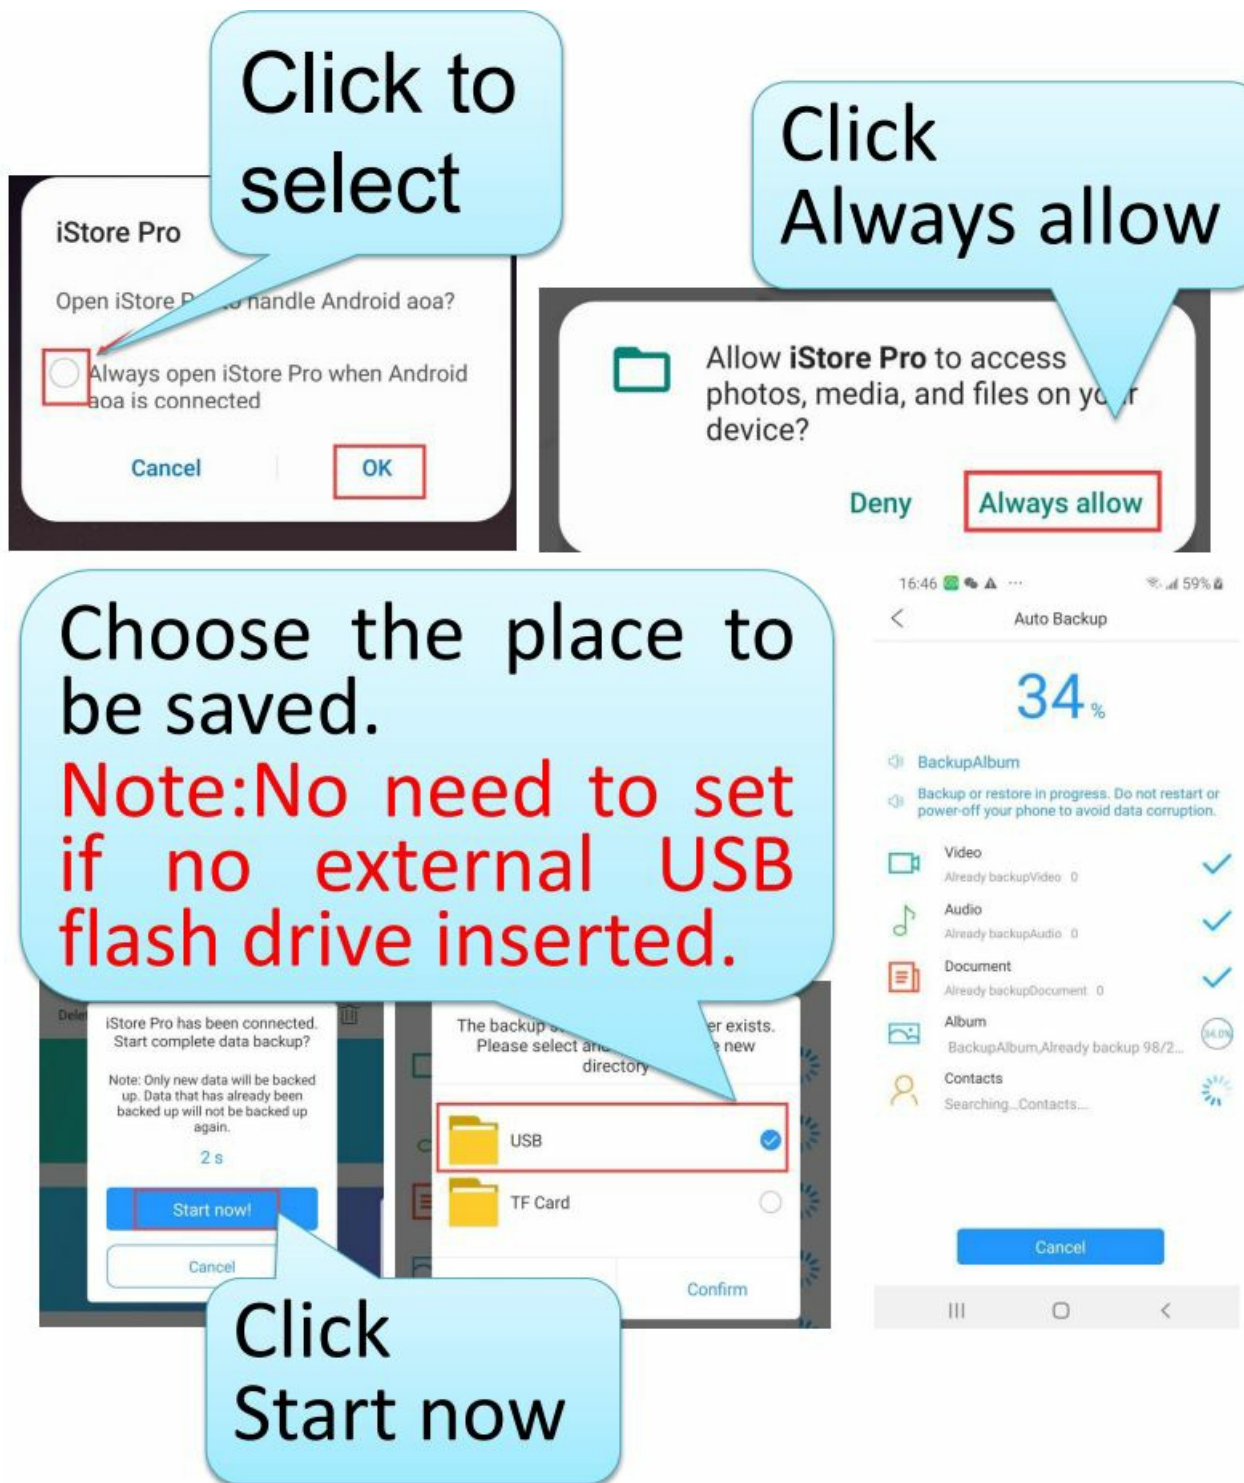 Click to
select
Click
Always allow
iStore Pro
Open iStore P to handle Android aoa?
Always open iStore Pro when Android
aoa is connected
Cancel
OK
Allow iStore Pro to access
photos, media, and files on your
device?
Deny
Always allow
Choose the place to
be saved.
Note:No need to set
if no external USB
flash drive inserted.
16:46
59%
Auto Backup
34 %
BackupAlbum
Backup or restore in progress. Do not restart or
power-off your phone to avoid data corruption.
Video
Already backupVideo 0
Audio
Already backupAudio 0
Document
Already backupDocument 0
Album
BackupAlbum,Already backup 98/2...
34.0%
Contacts
Searching...Contacts...
Cancel
Dele
iStore Pro has been connected.
Start complete data backup?
Note: Only new data will be backed
up. Data that has already been
backed up will not be backed up
again.
2 s
Start now!
Cancel
The backup er exists.
Please select and e new
directory
USB
TF Card
Confirm
Click
Start now